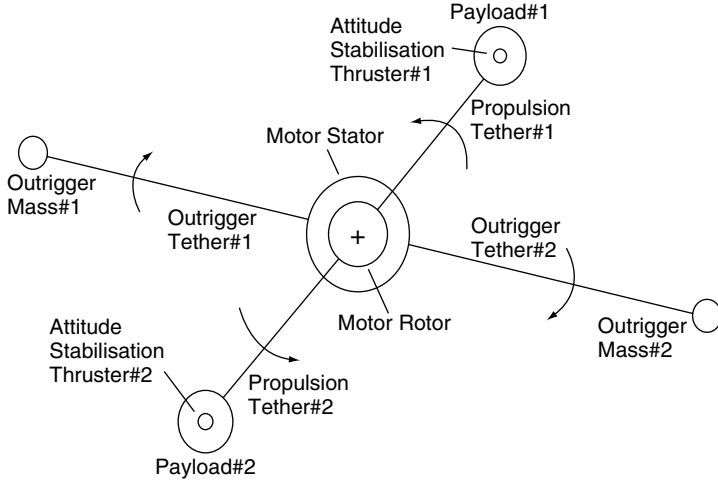 Payload#1
Attitude
Stabilisation
Thruster#1
Propulsion
Tether#1
Motor Stator
Outrigger
Mass#1
Outrigger
Tether#1
Outrigger
Tether#2
+
Motor Rotor
Outrigger
Mass#2
Attitude
Stabilisation
Thruster#2
Propulsion
Tether#2
Payload#2